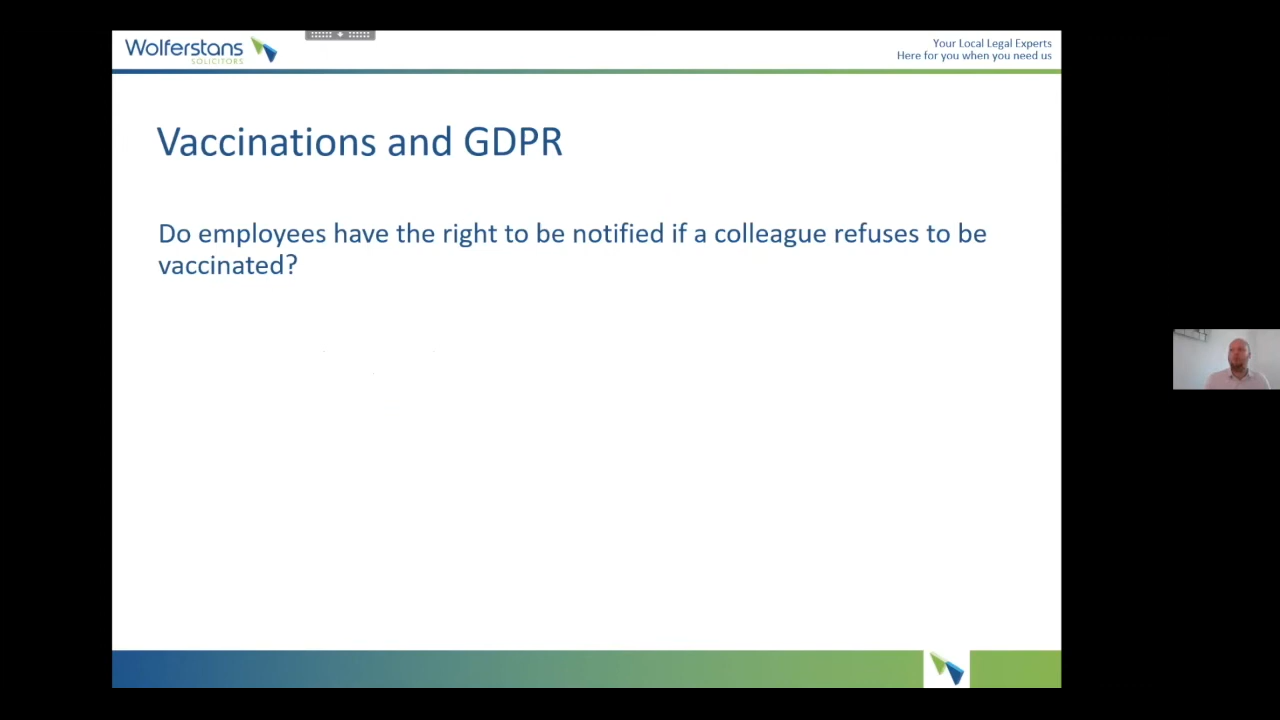 Wolferstans
SOLICITORS
Your Local Legal Experts
Here for you when you need us
Vaccinations and GDPR
Do employees have the right to be notified if a colleague refuses to be
vaccinated?